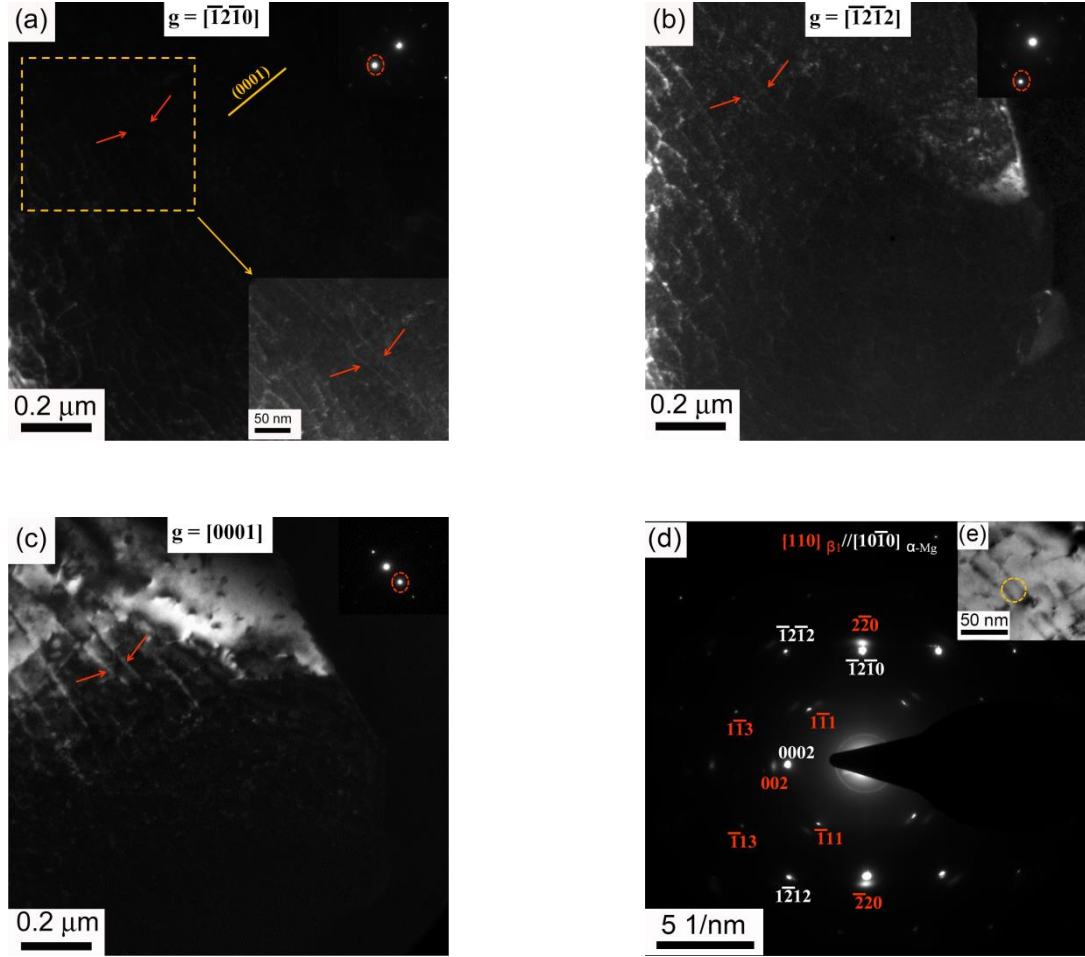 (a)
g = [1̅21̅0]
(0001)
50 nm
0.2 μm
(b)
g = [1̅21̅2]
0.2 μm
(c)
g = [0001]
0.2 μm
(d)
[110] β1//[101̅0] α-Mg
(e)
50 nm
1̅21̅2
22̅0
1̅21̅0
11̅3
11̅1
0002
002
1̅13
1̅11
12̅12
2̅20
5 1/nm